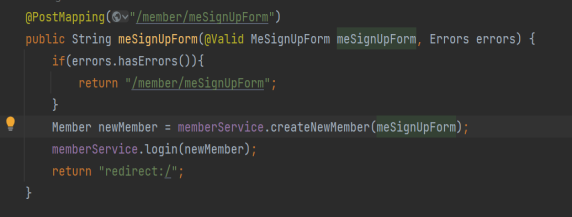 @PostMapping("/member/meSignUpForm")
public String meSignUpForm(@Valid MeSignUpForm meSignUpForm, Errors errors) {
if(errors.hasErrors()){
return "/member/meSignUpForm";
}
Member newMember = memberService.createNewMember(meSignUpForm);
memberService.login(newMember);
return "redirect:/";
}